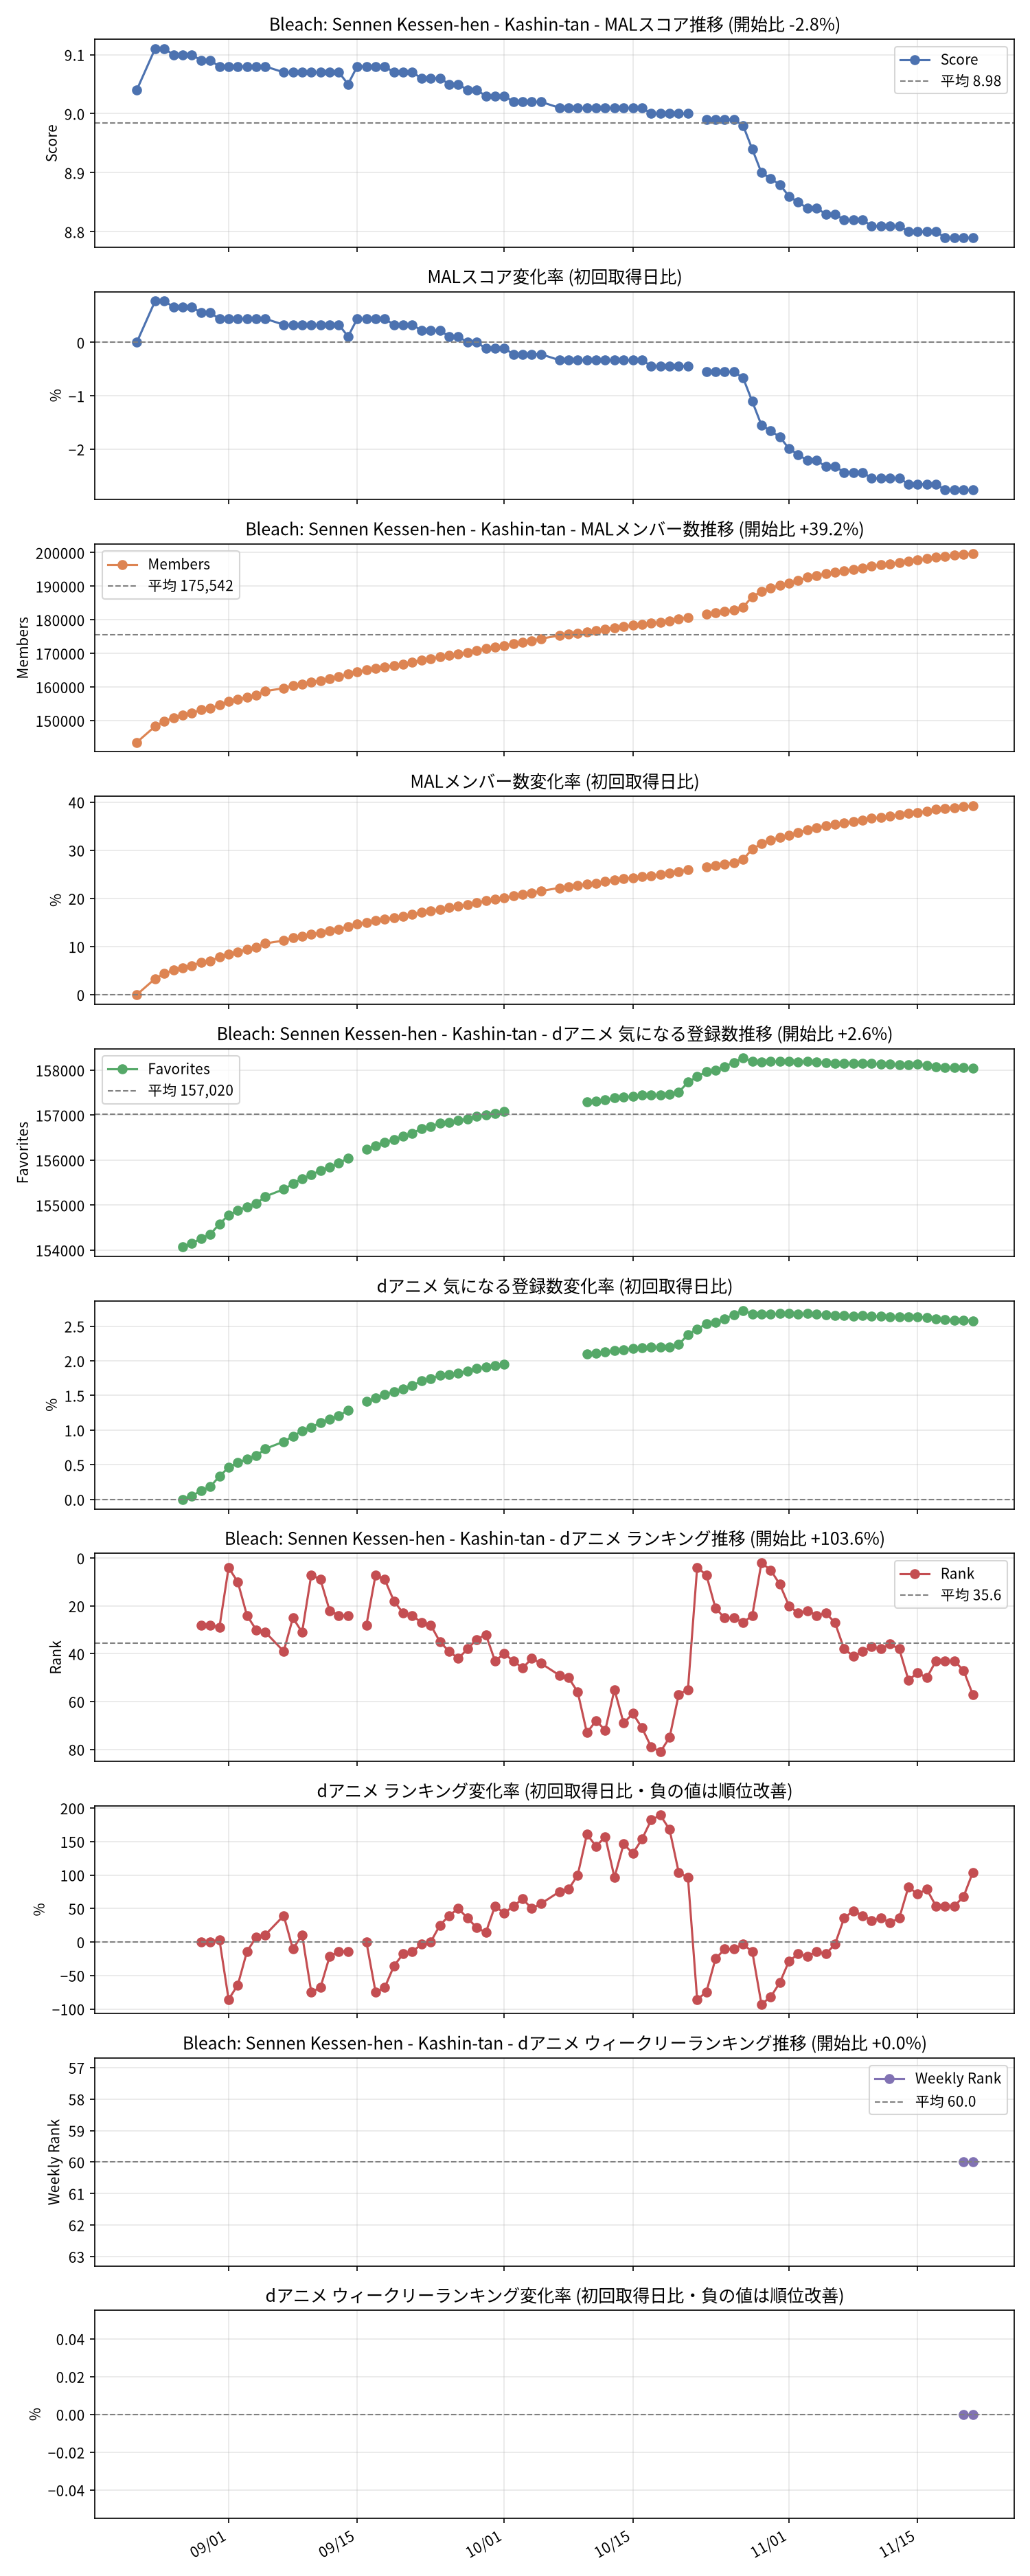 Bleach: Sennen Kessen-hen - Kashin-tan - MALスコア推移 (開始比 -2.8%)
Score
9.1
9.0
8.9
8.8
Score
平均 8.98
MALスコア変化率 (初回取得日比)
%
0
−1
−2
Bleach: Sennen Kessen-hen - Kashin-tan - MALメンバー数推移 (開始比 +39.2%)
Members
200000
190000
180000
170000
160000
150000
Members
平均 175,542
MALメンバー数変化率 (初回取得日比)
%
40
30
20
10
0
Bleach: Sennen Kessen-hen - Kashin-tan - dアニメ 気になる登録数推移 (開始比 +2.6%)
Favorites
158000
157000
156000
155000
154000
Favorites
平均 157,020
dアニメ 気になる登録数変化率 (初回取得日比)
%
2.5
2.0
1.5
1.0
0.5
0.0
Bleach: Sennen Kessen-hen - Kashin-tan - dアニメ ランキング推移 (開始比 +103.6%)
Rank
0
20
40
60
80
Rank
平均 35.6
dアニメ ランキング変化率 (初回取得日比・負の値は順位改善)
%
200
150
100
50
0
−50
−100
Bleach: Sennen Kessen-hen - Kashin-tan - dアニメ ウィークリーランキング推移 (開始比 +0.0%)
Weekly Rank
57
58
59
60
61
62
63
Weekly Rank
平均 60.0
dアニメ ウィークリーランキング変化率 (初回取得日比・負の値は順位改善)
%
0.04
0.02
0.00
−0.02
−0.04
09/01
09/15
10/01
10/15
11/01
11/15